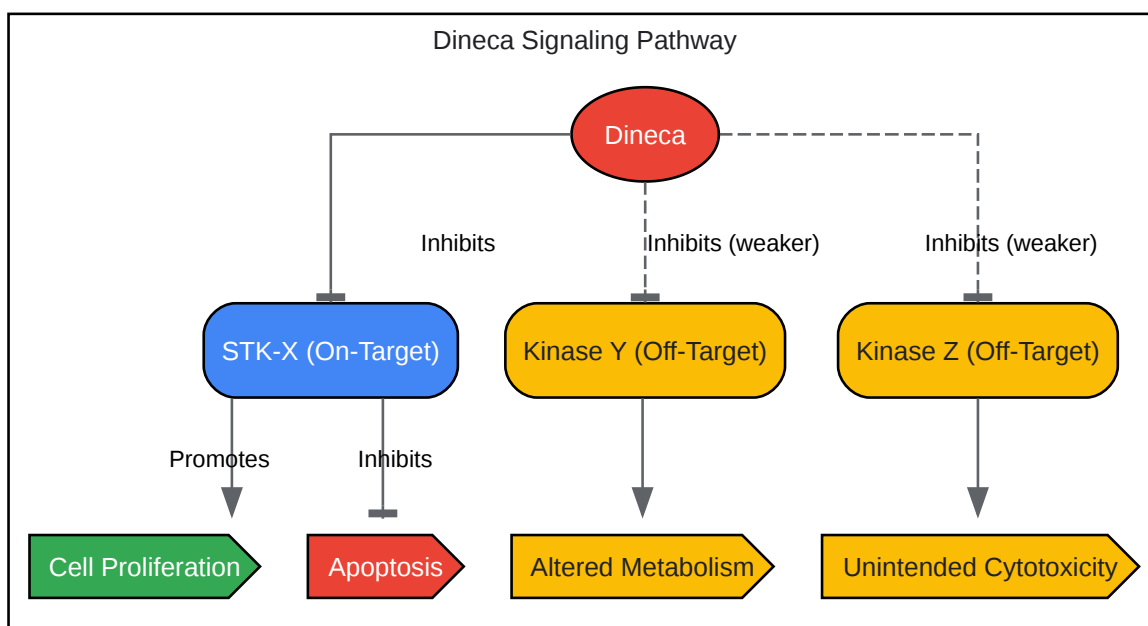 Dineca Signaling Pathway
Dineca
Inhibits
Inhibits (weaker)
Inhibits (weaker)
STK-X (On-Target)
Kinase Y (Off-Target)
Kinase Z (Off-Target)
Promotes
Inhibits
Cell Proliferation
Apoptosis
Altered Metabolism
Unintended Cytotoxicity